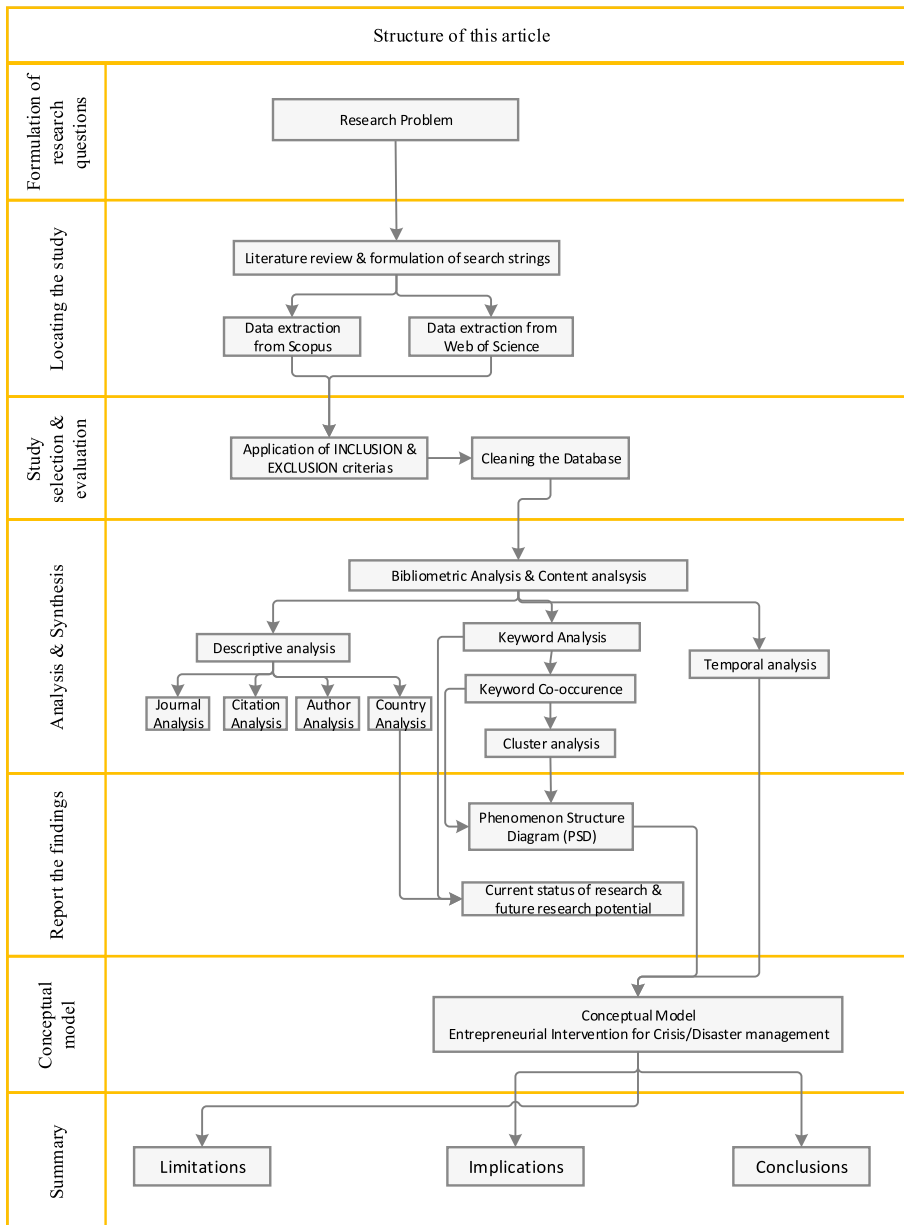 Structure of this article
Formulation of
research
questions
Research Problem
Locating the study
Literature review & formulation of search strings
Data extraction
from Scopus
Data extraction from
Web of Science
Study
selection &
evaluation
Application of INCLUSION &
EXCLUSION criterias
Cleaning the Database
Analysis & Synthesis
Bibliometric Analysis & Content analsysis
Descriptive analysis
Keyword Analysis
Temporal analysis
Journal
Analysis
Citation
Analysis
Author
Analysis
Country
Analysis
Keyword Co-occurence
Cluster analysis
Report the findings
Phenomenon Structure
Diagram (PSD)
Current status of research &
future research potential
Conceptual
model
Conceptual Model
Entrepreneurial Intervention for Crisis/Disaster management
Summary
Limitations
Implications
Conclusions